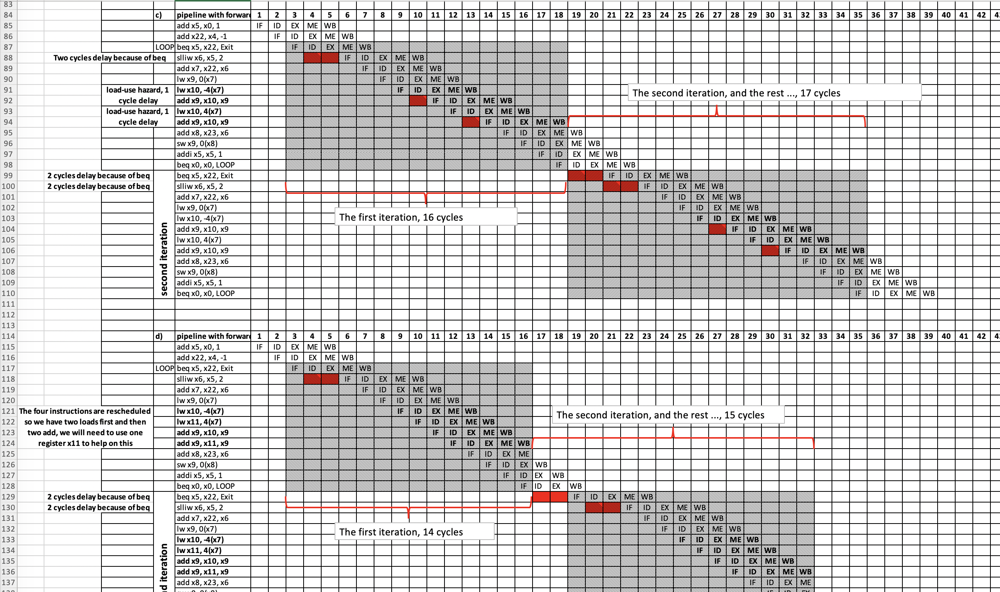 83
84 c) pipeline with forward 1 2 3 4 5 6 7 8 9 10 11 12 13 14 15 16 17 18 19 20 21 22 23 24 25 26 27 28 29 30 31 32 33 34 35 36 37 38 39 40 41 42
85 add x5, x0, 1 IF ID EX ME WB
86 add x22, x4, -1 IF ID EX ME WB
87 LOOP beq x5, x22, Exit IF ID EX ME WB
88 Two cycles delay because of beq slliw x6, x5, 2 IF ID EX ME WB
89 add x7, x22, x6 IF ID EX ME WB
90 lw x9, 0(x7) IF ID EX ME WB
91 load-use hazard, 1 lw x10, -4(x7) IF ID EX ME WB
The second iteration, and the rest ..., 17 cycles
92 cycle delay add x9, x10, x9 IF ID EX ME WB
93 load-use hazard, 1 lw x10, 4(x7) IF ID EX ME WB
94 cycle delay add x9, x10, x9 IF ID EX ME WB
95 add x8, x23, x6 IF ID EX ME WB
96 sw x9, 0(x8) IF ID EX ME WB
97 addi x5, x5, 1 IF ID EX ME WB
98 beq x0, x0, LOOP IF ID EX ME WB
99 2 cycles delay because of beq beq x5, x22, Exit IF ID EX ME WB
100 2 cycles delay because of beq slliw x6, x5, 2 IF ID EX ME WB
101 add x7, x22, x6 IF ID EX ME WB
102 lw x9, 0(x7) IF ID EX ME WB
The first iteration, 16 cycles
103 lw x10, -4(x7) IF ID EX ME WB
104 add x9, x10, x9 IF ID EX ME WB
second iteration
105 lw x10, 4(x7) IF ID EX ME WB
106 add x9, x10, x9 IF ID EX ME WB
107 add x8, x23, x6 IF ID EX ME WB
108 sw x9, 0(x8) IF ID EX ME WB
109 addi x5, x5, 1 IF ID EX ME WB
110 beq x0, x0, LOOP IF ID EX ME WB
111
112
113
114 d) pipeline with forward 1 2 3 4 5 6 7 8 9 10 11 12 13 14 15 16 17 18 19 20 21 22 23 24 25 26 27 28 29 30 31 32 33 34 35 36 37 38 39 40 41 42
115 add x5, x0, 1 IF ID EX ME WB
116 add x22, x4, -1 IF ID EX ME WB
117 LOOP beq x5, x22, Exit IF ID EX ME WB
118 slliw x6, x5, 2 IF ID EX ME WB
119 add x7, x22, x6 IF ID EX ME WB
120 lw x9, 0(x7) IF ID EX ME WB
121 The four instructions are rescheduled lw x10, -4(x7) IF ID EX ME WB
The second iteration, and the rest ..., 15 cycles
122 so we have two loads first and then lw x11, 4(x7) IF ID EX ME WB
123 two add, we will need to use one add x9, x10, x9 IF ID EX ME WB
124 register x11 to help on this add x9, x11, x9 IF ID EX ME WB
125 add x8, x23, x6 IF ID EX ME
126 sw x9, 0(x8) IF ID EX WB
127 addi x5, x5, 1 IF ID EX WB
128 beq x0, x0, LOOP IF ID EX WB
129 2 cycles delay because of beq beq x5, x22, Exit IF ID EX ME WB
130 2 cycles delay because of beq slliw x6, x5, 2 IF ID EX ME WB
131 add x7, x22, x6 IF ID EX ME WB
132 lw x9, 0(x7) IF ID EX ME WB
The first iteration, 14 cycles
133 lw x10, -4(x7) IF ID EX ME WB
134 lw x11, 4(x7) IF ID EX ME WB
135 add x9, x10, x9 IF ID EX ME WB
136 add x9, x11, x9 IF ID EX ME WB
iteration
137 add x8, x23, x6 IF ID EX ME